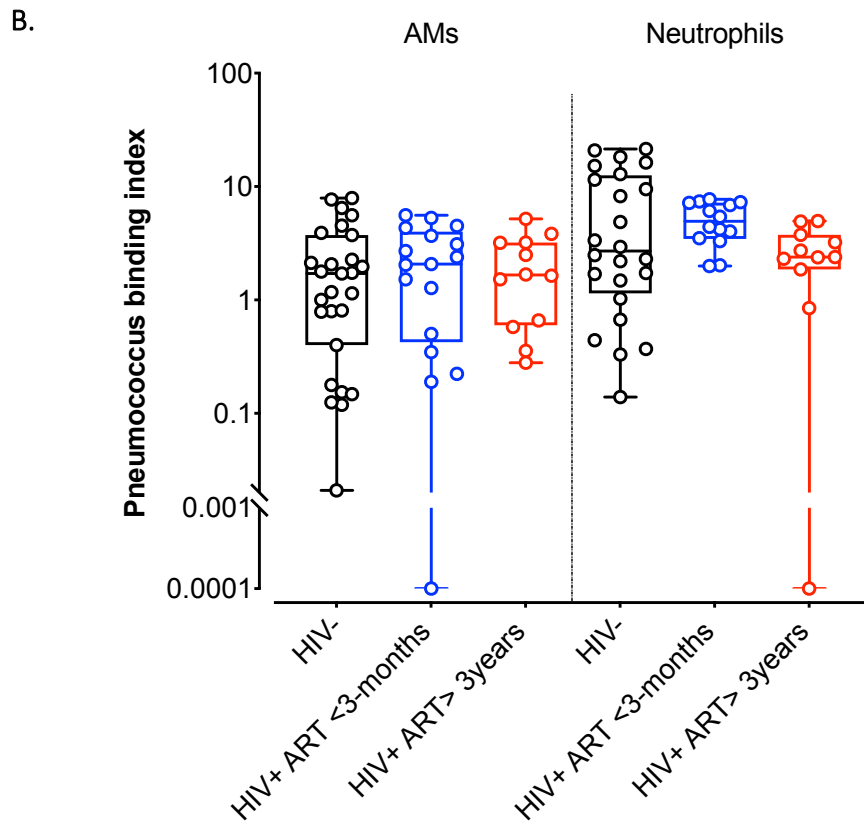 B.
AMs Neutrophils
Pneumococcus binding index
100
10
1
0.1
0.001
0.0001
HIV-
HIV+ ART <3-months
HIV+ ART> 3years
HIV-
HIV+ ART <3-months
HIV+ ART> 3years